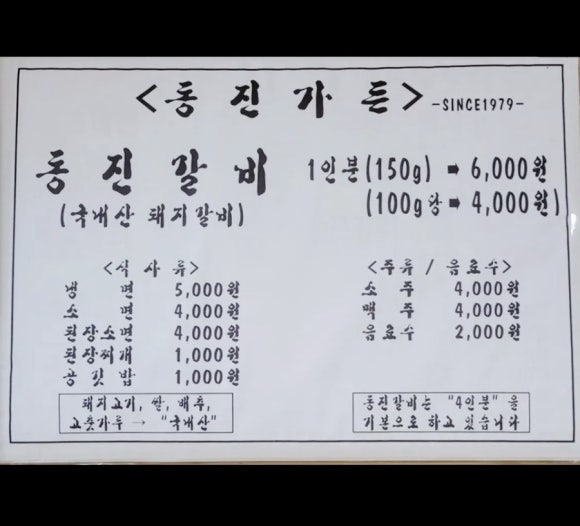 <통진가든> -SINCE1979-
통진갈비 1인분(150g) ➡ 6,000원
(국내산 돼지갈비) (100g당 ➡ 4,000원)
<식사류>
냉면 5,000원
소면 4,000원
된장소면 4,000원
된장찌개 1,000원
공깃밥 1,000원
돼지고기, 쌀, 배추,
고춧가루 → "국내산"
<주류 / 음료수>
소주 4,000원
맥주 4,000원
음료수 2,000원
통진갈비는 "4인분"을
기본으로 하고 있습니다